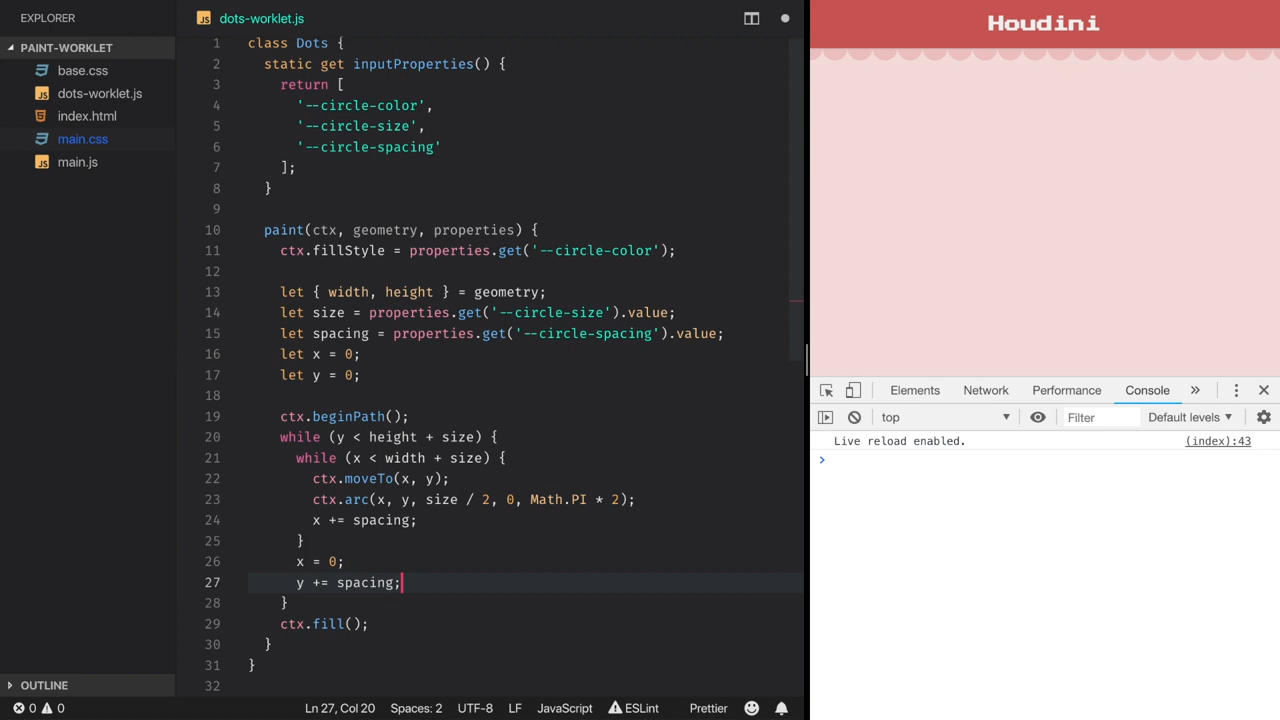 EXPLORER
PAINT-WORKLET
base.css
JS dots-worklet.js
index.html
main.css
JS main.js
OUTLINE
JS dots-worklet.js
1 class Dots {
2 static get inputProperties() {
3 return [
4 '--circle-color',
5 '--circle-size',
6 '--circle-spacing'
7 ];
8 }
9
10 paint(ctx, geometry, properties) {
11 ctx.fillStyle = properties.get('--circle-color');
12
13 let { width, height } = geometry;
14 let size = properties.get('--circle-size').value;
15 let spacing = properties.get('--circle-spacing').value;
16 let x = 0;
17 let y = 0;
18
19 ctx.beginPath();
20 while (y < height + size) {
21 while (x < width + size) {
22 ctx.moveTo(x, y);
23 ctx.arc(x, y, size / 2, 0, Math.PI * 2);
24 x += spacing;
25 }
26 x = 0;
27 y += spacing;
28 }
29 ctx.fill();
30 }
31 }
32
0 0 Ln 27, Col 20 Spaces: 2 UTF-8 LF JavaScript ESLint Prettier
Houdini
Elements Network Performance Console »
top Filter Default levels
Live reload enabled. (index):43